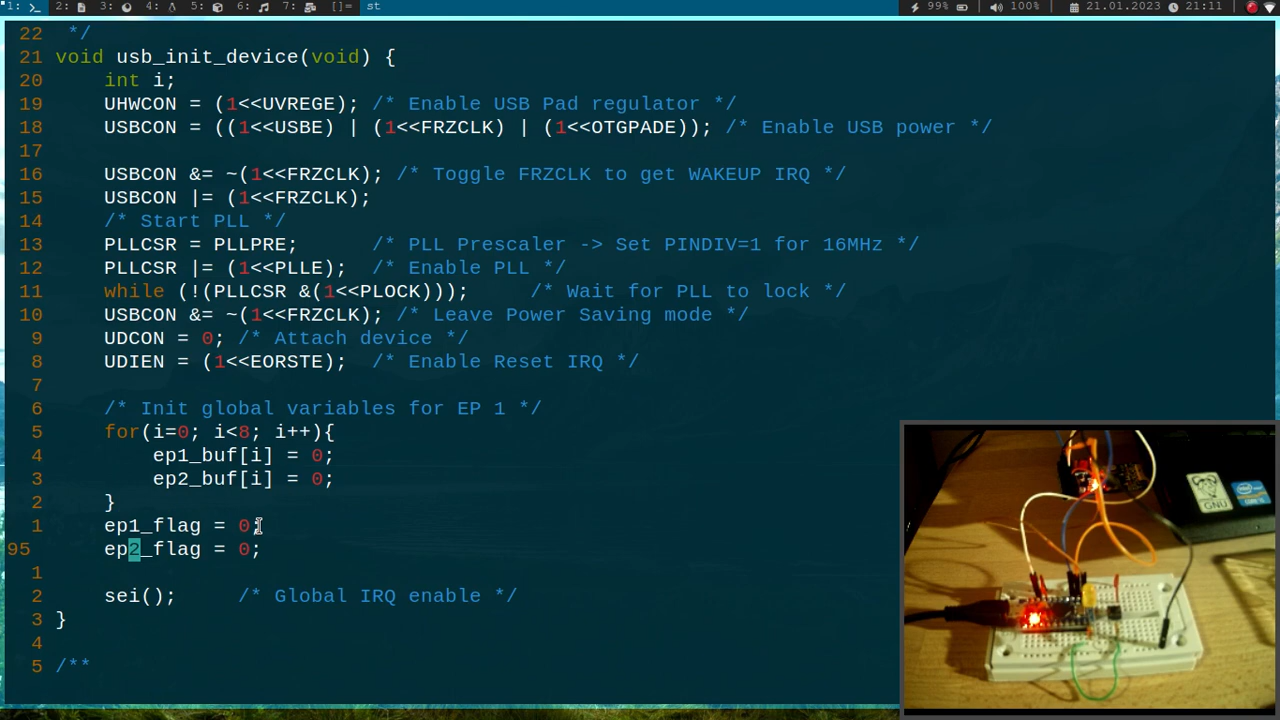 1: 2: 3: 4: 5: 6: 7: []= st 99% 100% 21.01.2023 21:11
22 */
21 void usb_init_device(void) {
20 int i;
19 UHWCON = (1<<UVREGE); /* Enable USB Pad regulator */
18 USBCON = ((1<<USBE) | (1<<FRZCLK) | (1<<OTGPADE)); /* Enable USB power */
17
16 USBCON &= ~(1<<FRZCLK); /* Toggle FRZCLK to get WAKEUP IRQ */
15 USBCON |= (1<<FRZCLK);
14 /* Start PLL */
13 PLLCSR = PLLPRE; /* PLL Prescaler -> Set PINDIV=1 for 16MHz */
12 PLLCSR |= (1<<PLLE); /* Enable PLL */
11 while (!(PLLCSR &(1<<PLOCK))); /* Wait for PLL to lock */
10 USBCON &= ~(1<<FRZCLK); /* Leave Power Saving mode */
9 UDCON = 0; /* Attach device */
8 UDIEN = (1<<EORSTE); /* Enable Reset IRQ */
7
6 /* Init global variables for EP 1 */
5 for(i=0; i<8; i++){
4 ep1_buf[i] = 0;
3 ep2_buf[i] = 0;
2 }
1 ep1_flag = 0;
95 ep2_flag = 0;
1
2 sei(); /* Global IRQ enable */
3 }
4
5 /**
GNU